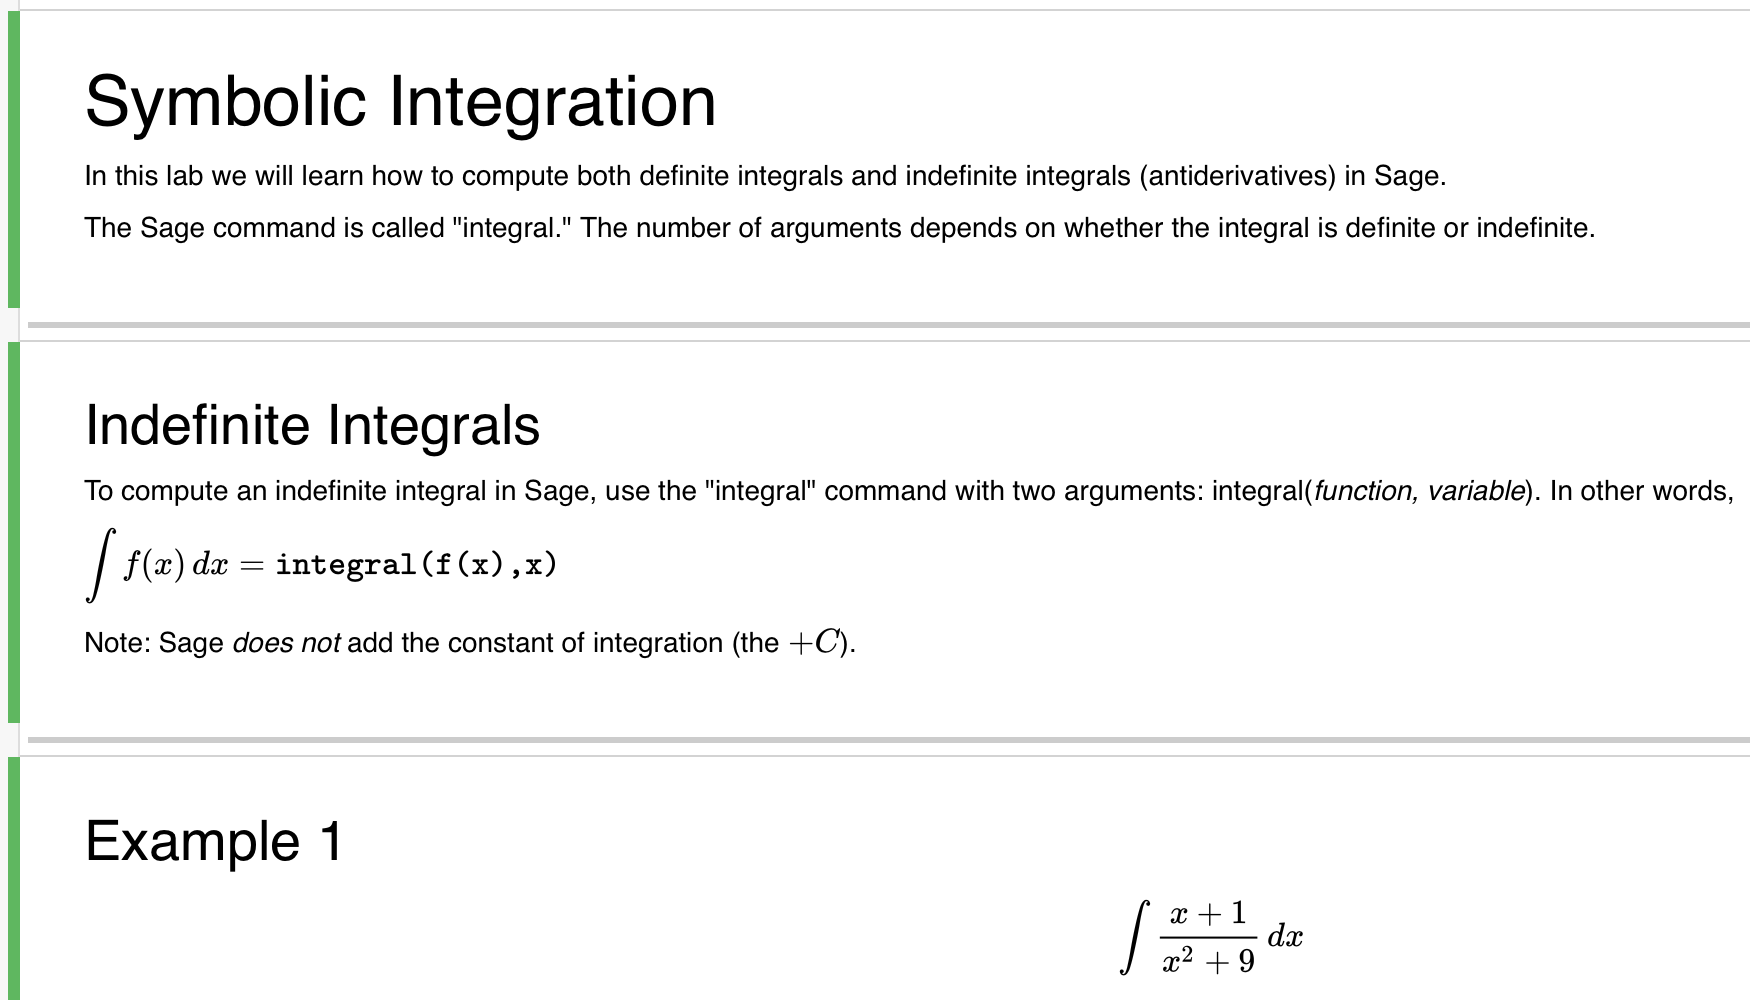 Symbolic Integration
In this lab we will learn how to compute both definite integrals and indefinite integrals (antiderivatives) in Sage.
The Sage command is called "integral." The number of arguments depends on whether the integral is definite or indefinite.
Indefinite Integrals
To compute an indefinite integral in Sage, use the "integral" command with two arguments: integral(function, variable). In other words,
∫ f(x) dx = integral(f(x),x)
Note: Sage does not add the constant of integration (the +C).
Example 1
∫ (x + 1)/(x² + 9) dx